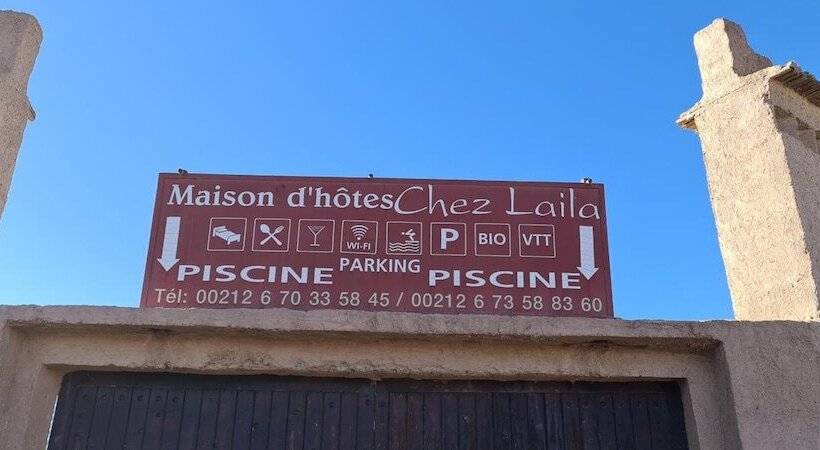 Maison d'hôtes Chez Laila
WI-FI P BIO VTT
PISCINE PARKING PISCINE
Tél: 00212 6 70 33 58 45 / 00212 6 73 58 83 60